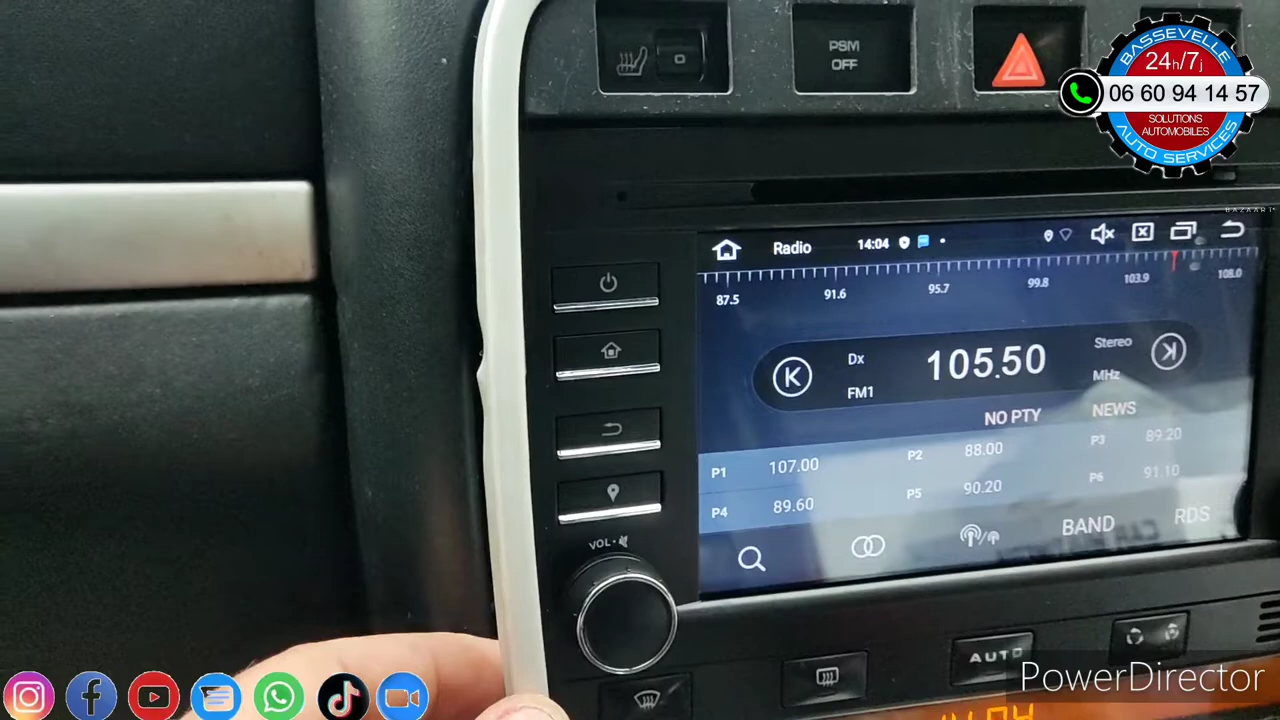 PSM
OFF
BASSEVELLE
24h/7j
06 60 94 14 57
SOLUTIONS
AUTOMOBILES
AUTO SERVICES
BAZAART
Radio
14:04
87.5 91.6 95.7 99.8 103.9 108.0
Dx 105.50 Stereo
FM1 MHz
NO PTY NEWS
P1 107.00 P2 88.00 P3 89.20
P4 89.60 P5 90.20 P6 91.10
BAND RDS
VOL
AUTO
PowerDirector